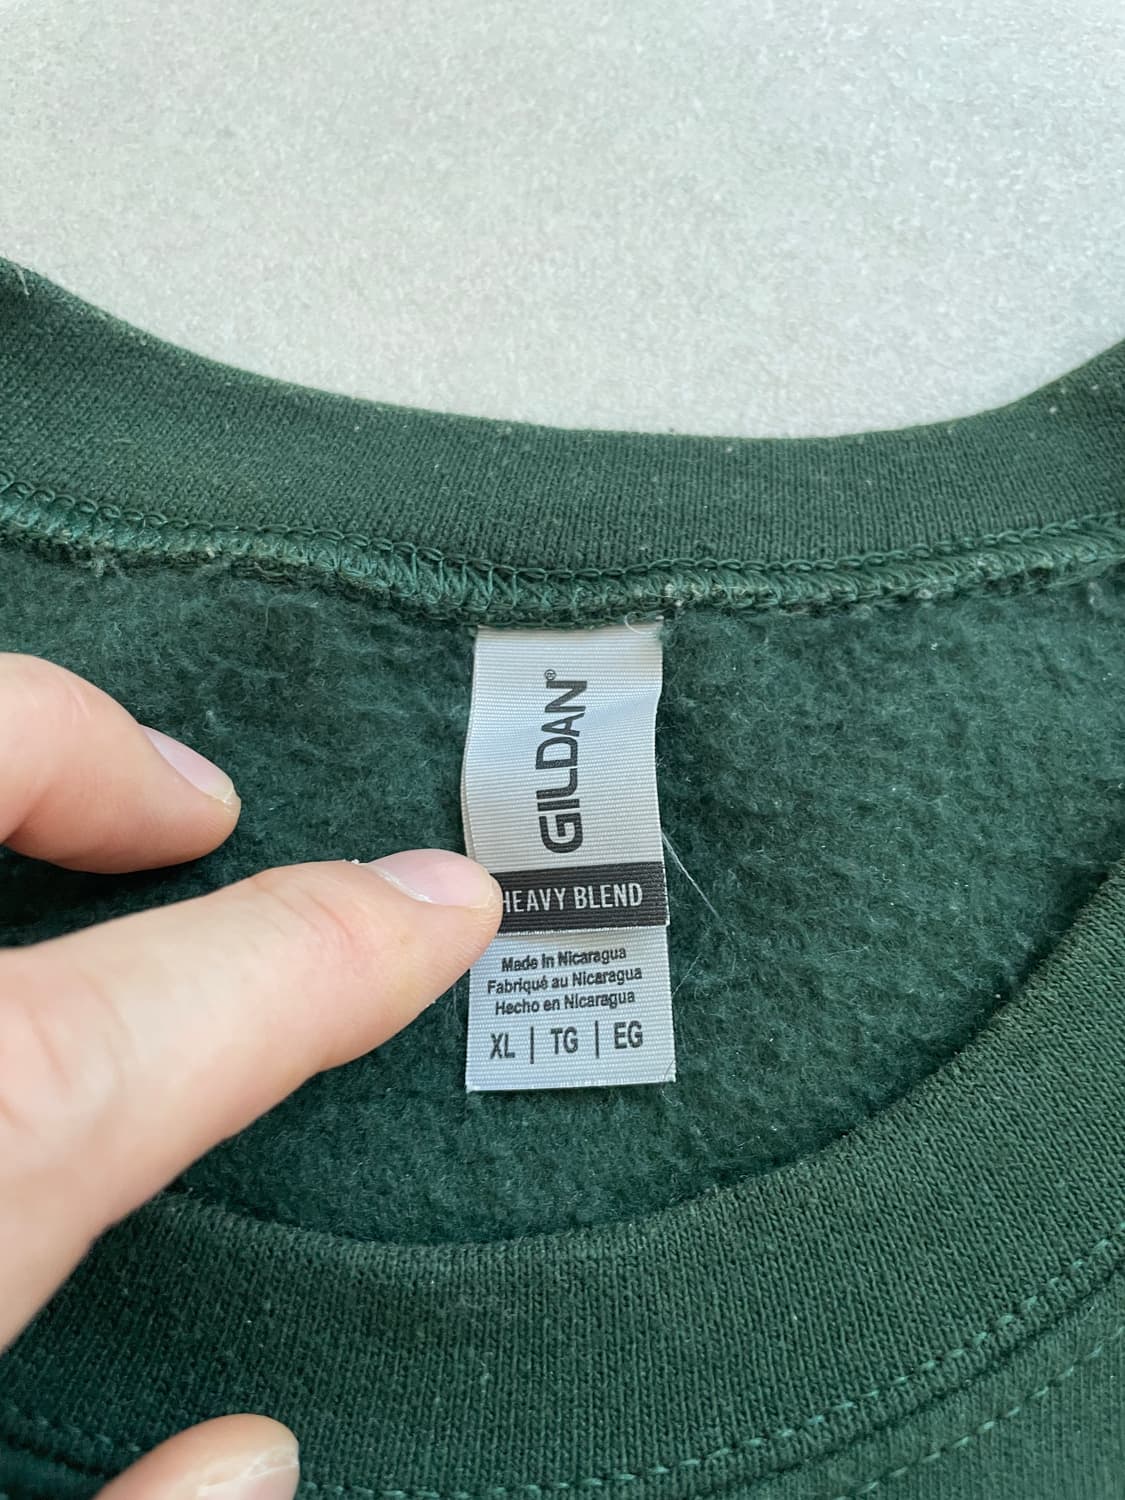 GILDAN®
HEAVY BLEND
Made in Nicaragua
Fabriqué au Nicaragua
Hecho en Nicaragua
XL | TG | EG